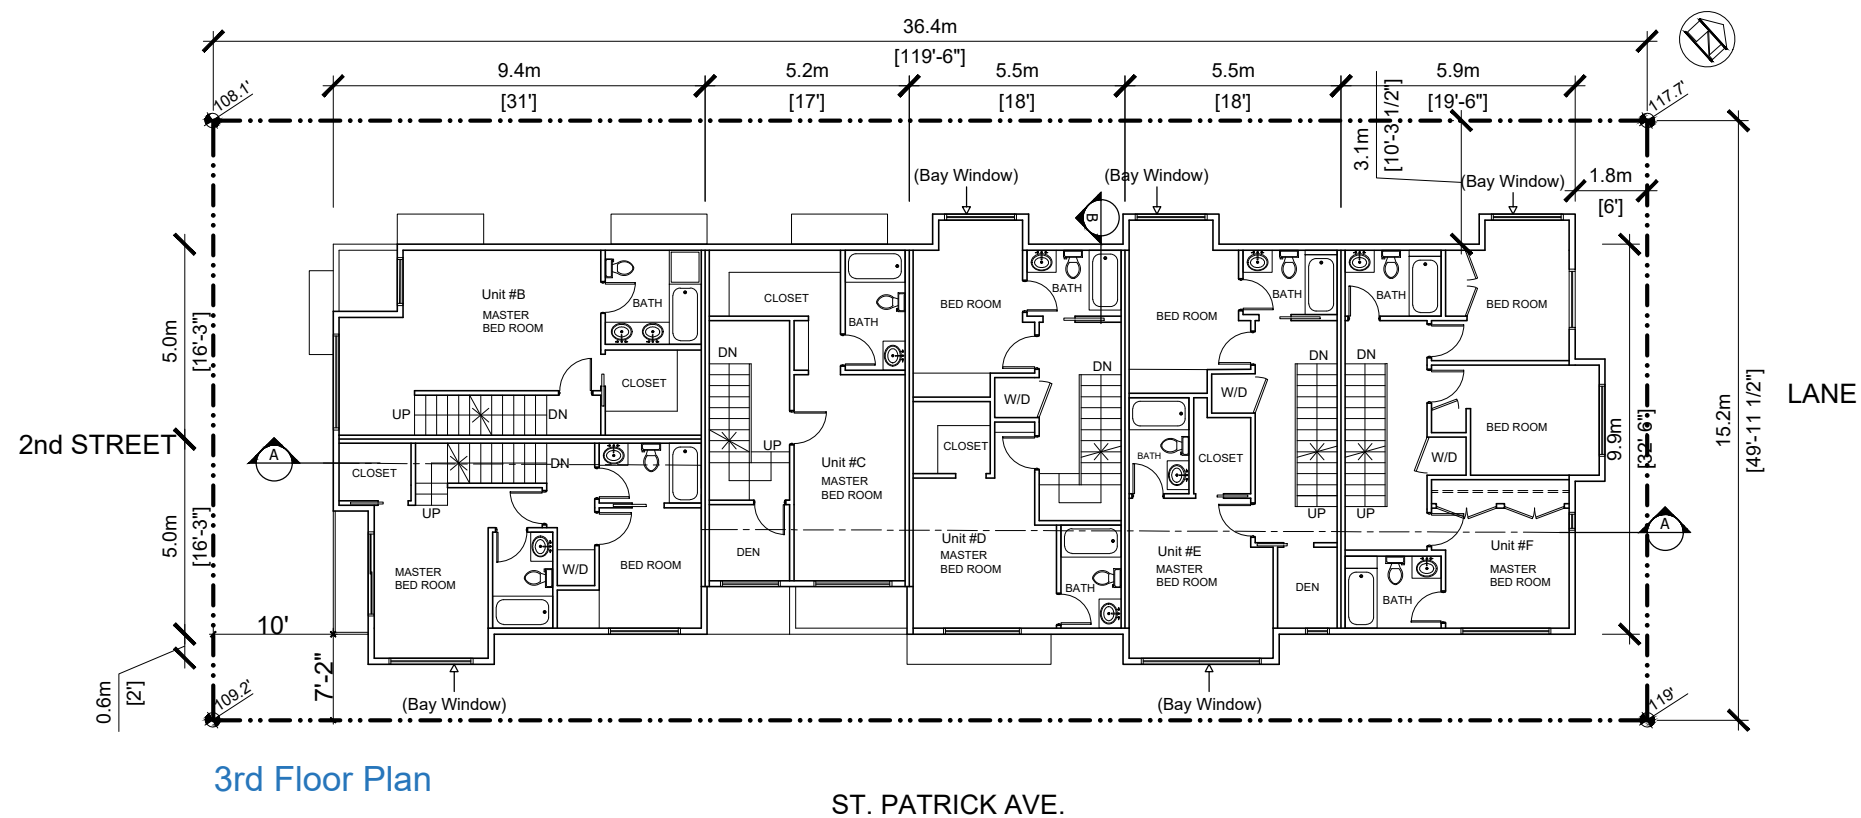 36.4m
[119'-6"]
9.4m
[31']
5.2m
[17']
5.5m
[18']
5.5m
[18']
5.9m
[19'-6"]
108.1'
117.7'
3.1m
[10'-3 1/2"]
(Bay Window)
(Bay Window)
(Bay Window)
1.8m
[6']
B
Unit #B
MASTER
BED ROOM
BATH
CLOSET
UP
DN
CLOSET
BATH
DN
UP
Unit #C
MASTER
BED ROOM
DEN
BED ROOM
BATH
DN
W/D
CLOSET
Unit #D
MASTER
BED ROOM
BATH
BED ROOM
BATH
DN
W/D
BATH
CLOSET
UP
Unit #E
MASTER
BED ROOM
DEN
BATH
BED ROOM
DN
BED ROOM
W/D
UP
Unit #F
MASTER
BED ROOM
BATH
CLOSET
DN
UP
MASTER
BED ROOM
W/D
BED ROOM
A
A
5.0m
[16'-3"]
5.0m
[16'-3"]
0.6m
[2']
10'
7'-2"
9.9m
[32'-6"]
15.2m
[49'-11 1/2"]
2nd STREET
LANE
109.2'
119'
(Bay Window)
(Bay Window)
3rd Floor Plan
ST. PATRICK AVE.